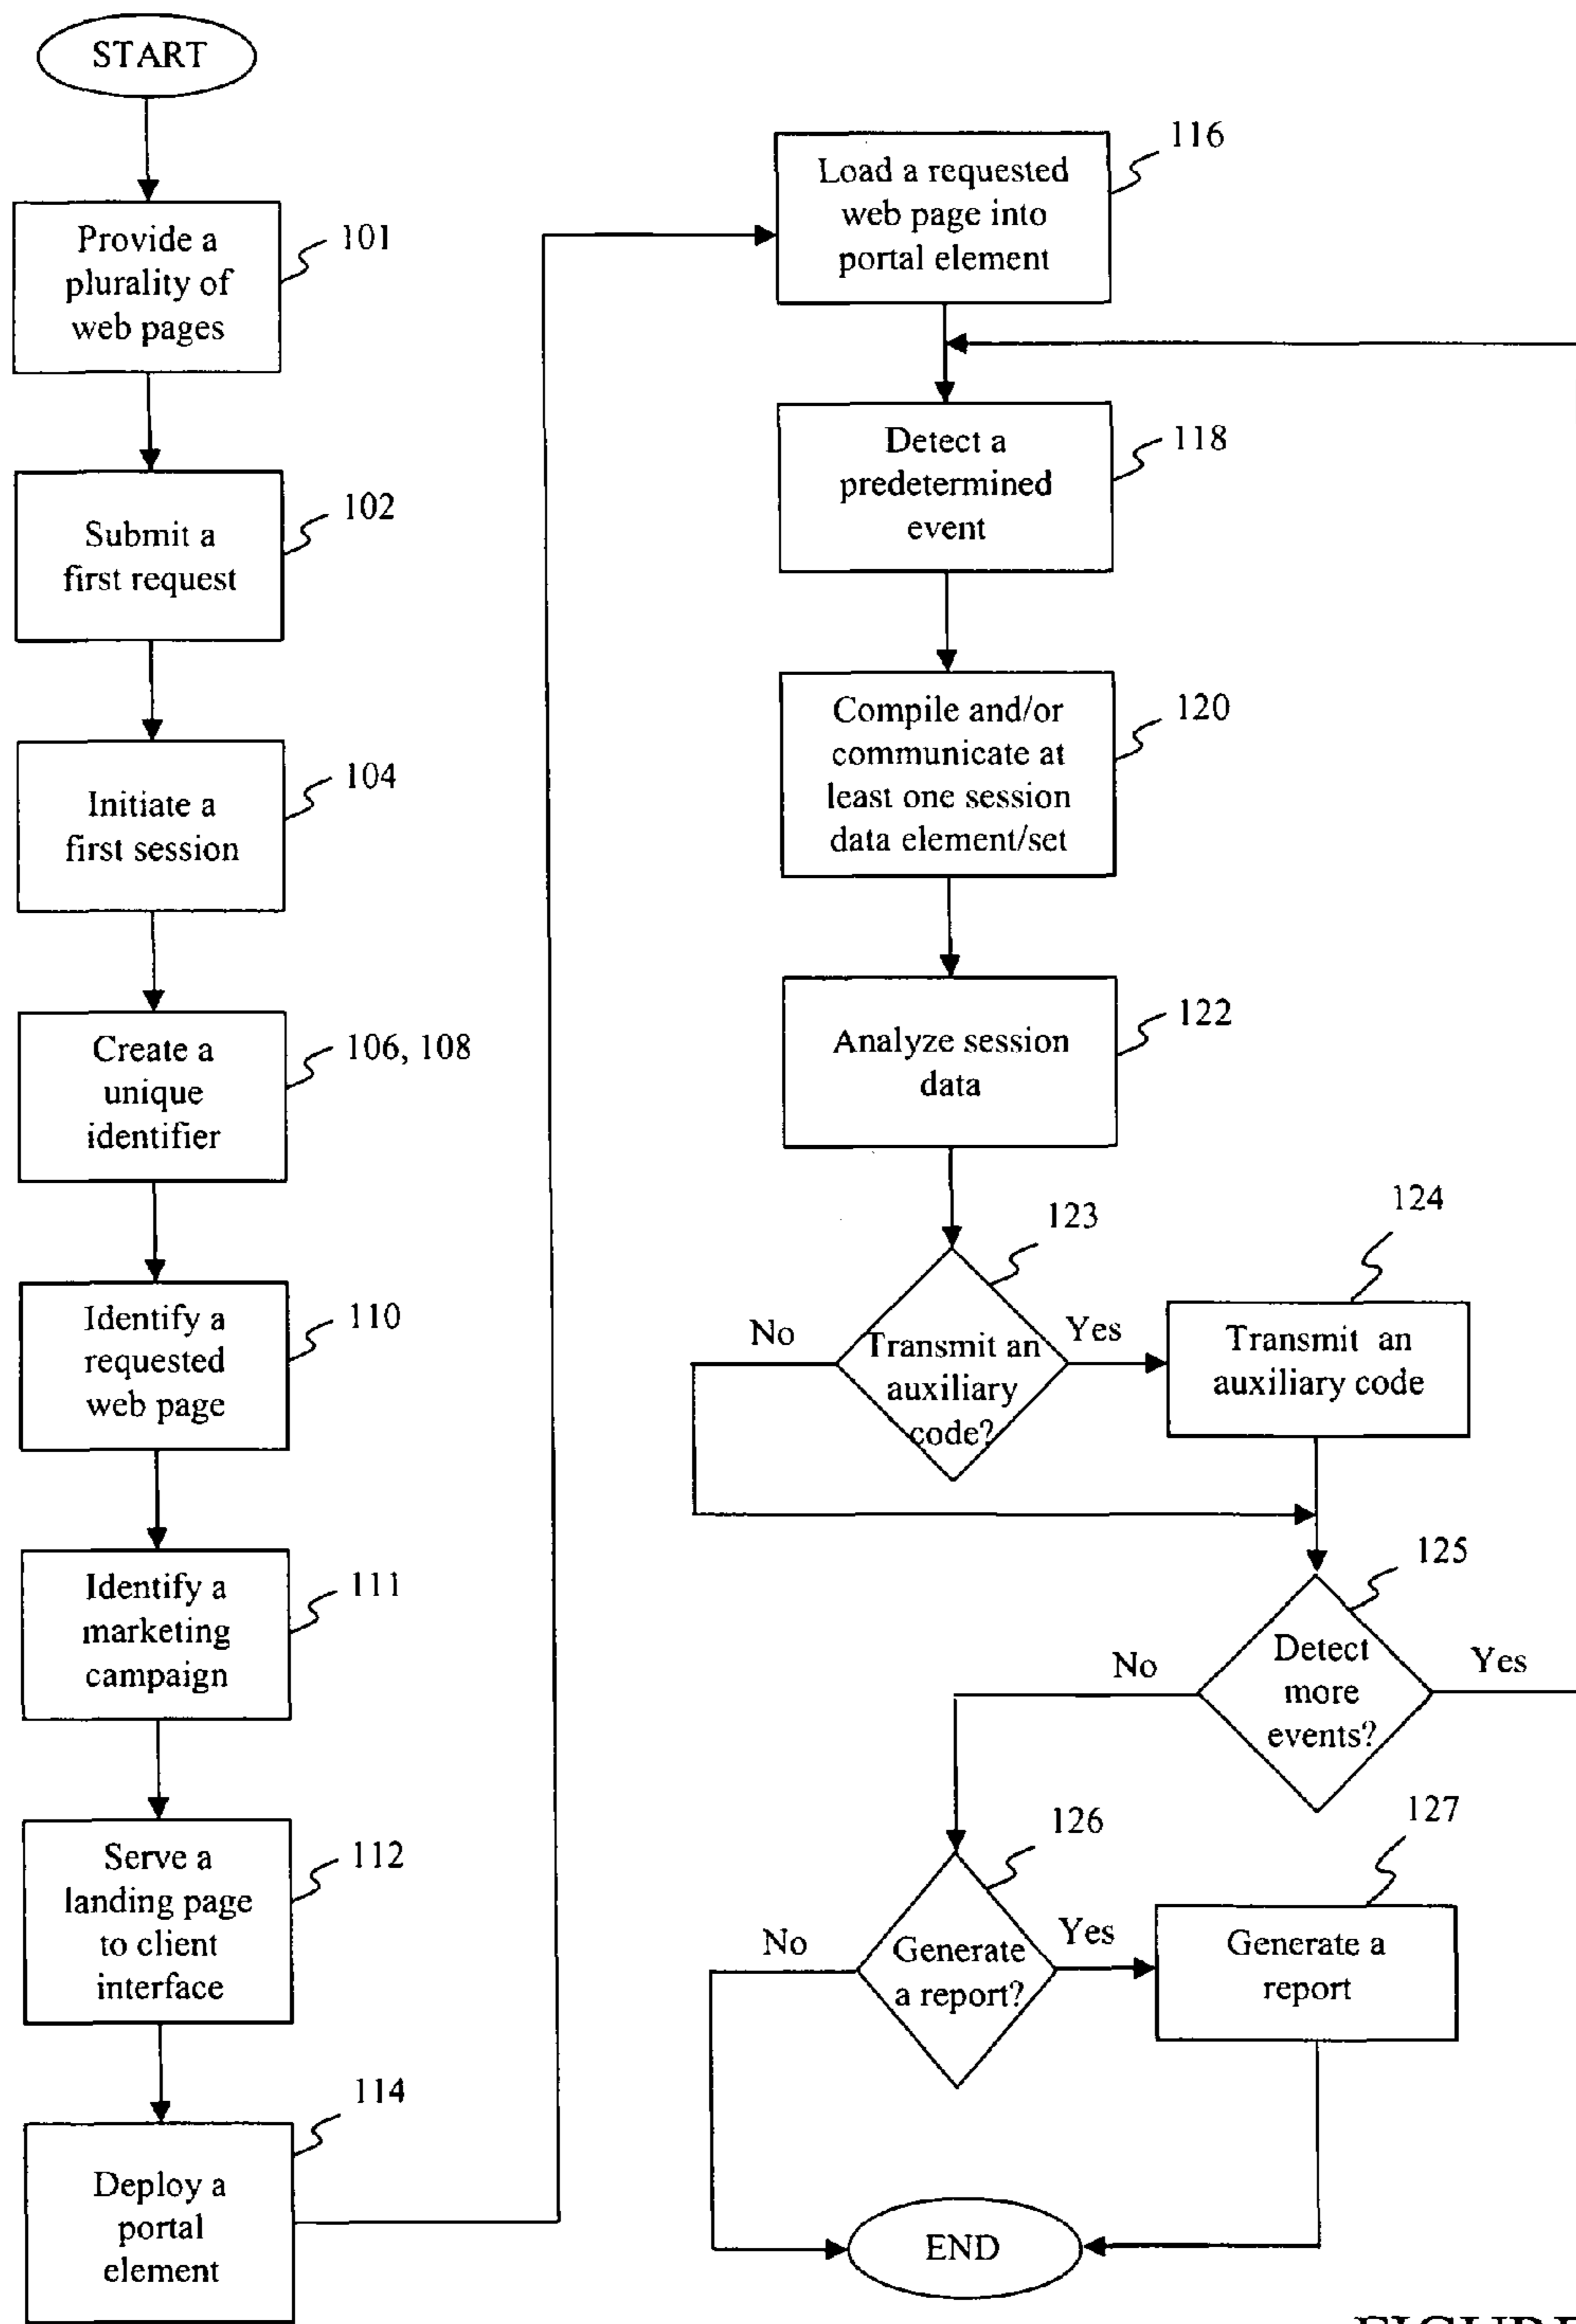 START
Provide a
plurality of
web pages
101
Submit a
first request
102
Initiate a
first session
104
Create a
unique
identifier
106, 108
Identify a
requested
web page
110
Identify a
marketing
campaign
111
Serve a
landing page
to client
interface
112
Deploy a
portal
element
114
Load a requested
web page into
portal element
116
Detect a
predetermined
event
118
Compile and/or
communicate at
least one session
data element/set
120
Analyze session
data
122
Transmit an
auxiliary
code?
123
No
Yes
Transmit an
auxiliary code
124
Detect
more
events?
125
No
Yes
Generate
a report?
126
No
Yes
Generate a
report
127
END